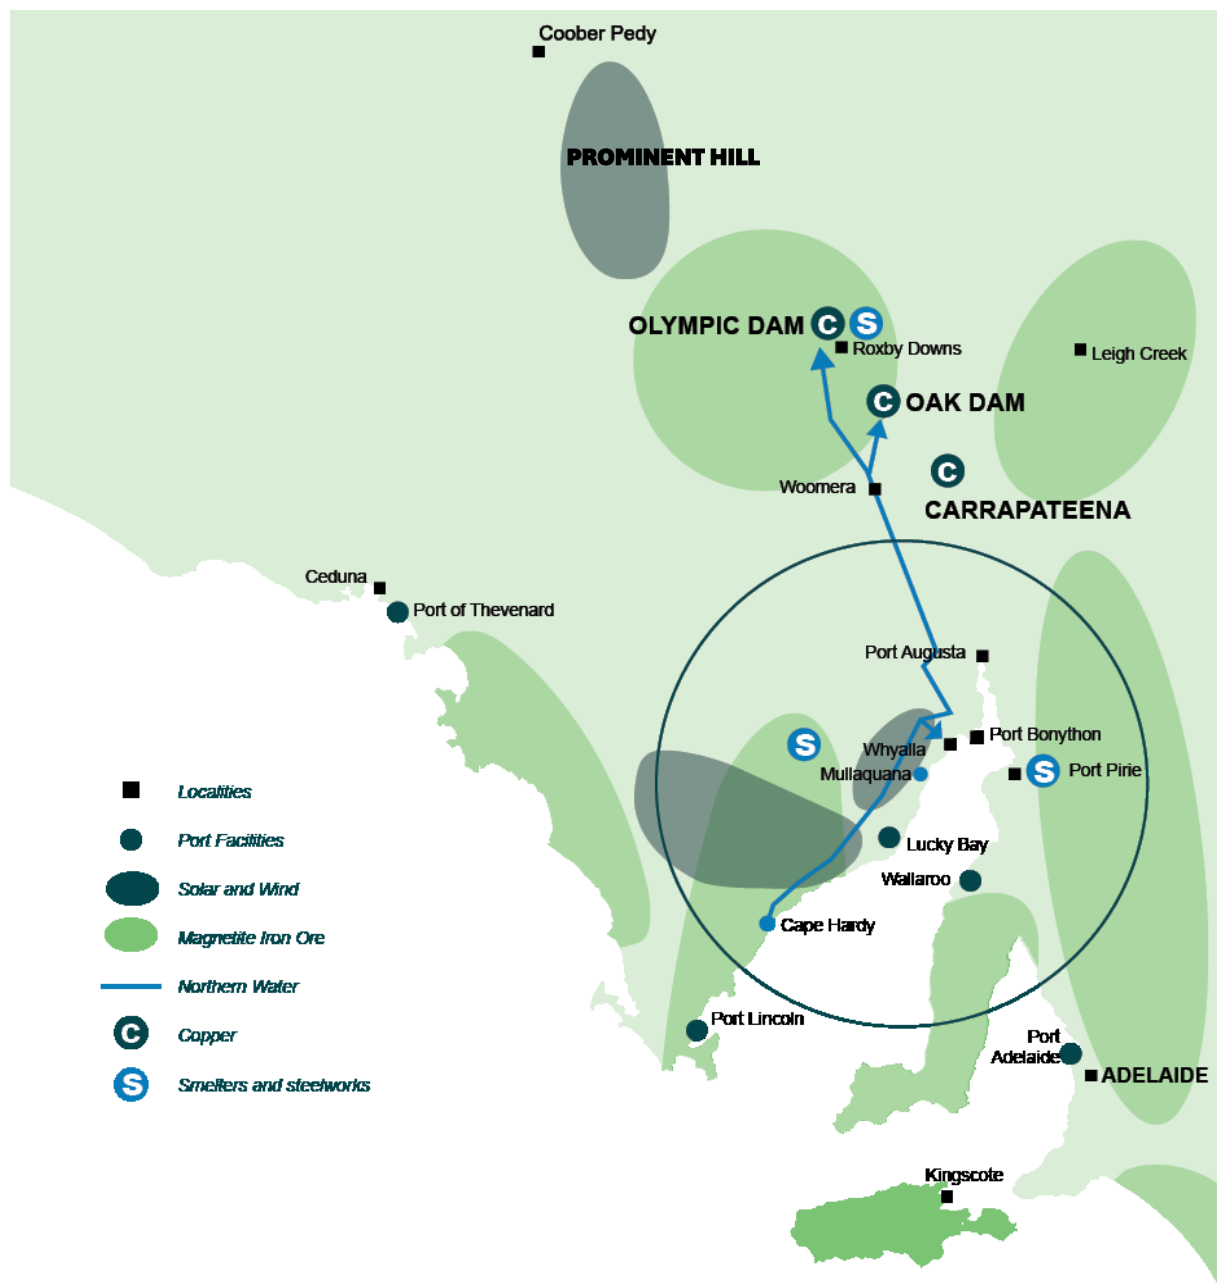 Coober Pedy
PROMINENT HILL
OLYMPIC DAM C S
Roxby Downs
Leigh Creek
C OAK DAM
C
Woomera
CARRAPATEENA
Ceduna
Port of Thevenard
Port Augusta
Port Bonython
S
Whyalla
Mullaquana
S Port Pirie
Lucky Bay
Wallaroo
Cape Hardy
Port Lincoln
Port
Adelaide
ADELAIDE
Kingscote
Localities
Port Facilities
Solar and Wind
Magnetite Iron Ore
Northern Water
C Copper
S Smelters and steelworks